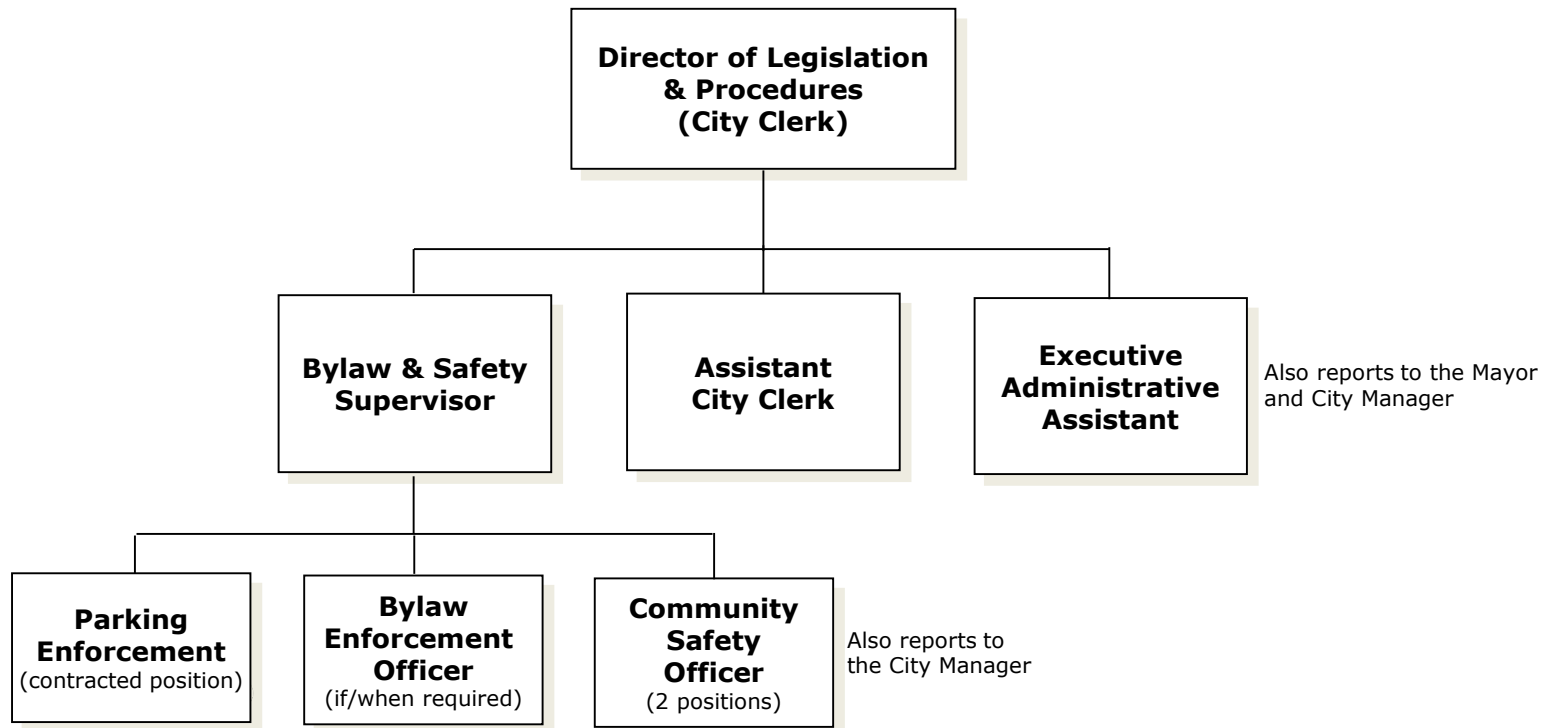 Director of Legislation
& Procedures
(City Clerk)
Bylaw & Safety
Supervisor
Assistant
City Clerk
Executive
Administrative
Assistant
Also reports to the Mayor
and City Manager
Parking
Enforcement
(contracted position)
Bylaw
Enforcement
Officer
(if/when required)
Community
Safety
Officer
(2 positions)
Also reports to
the City Manager